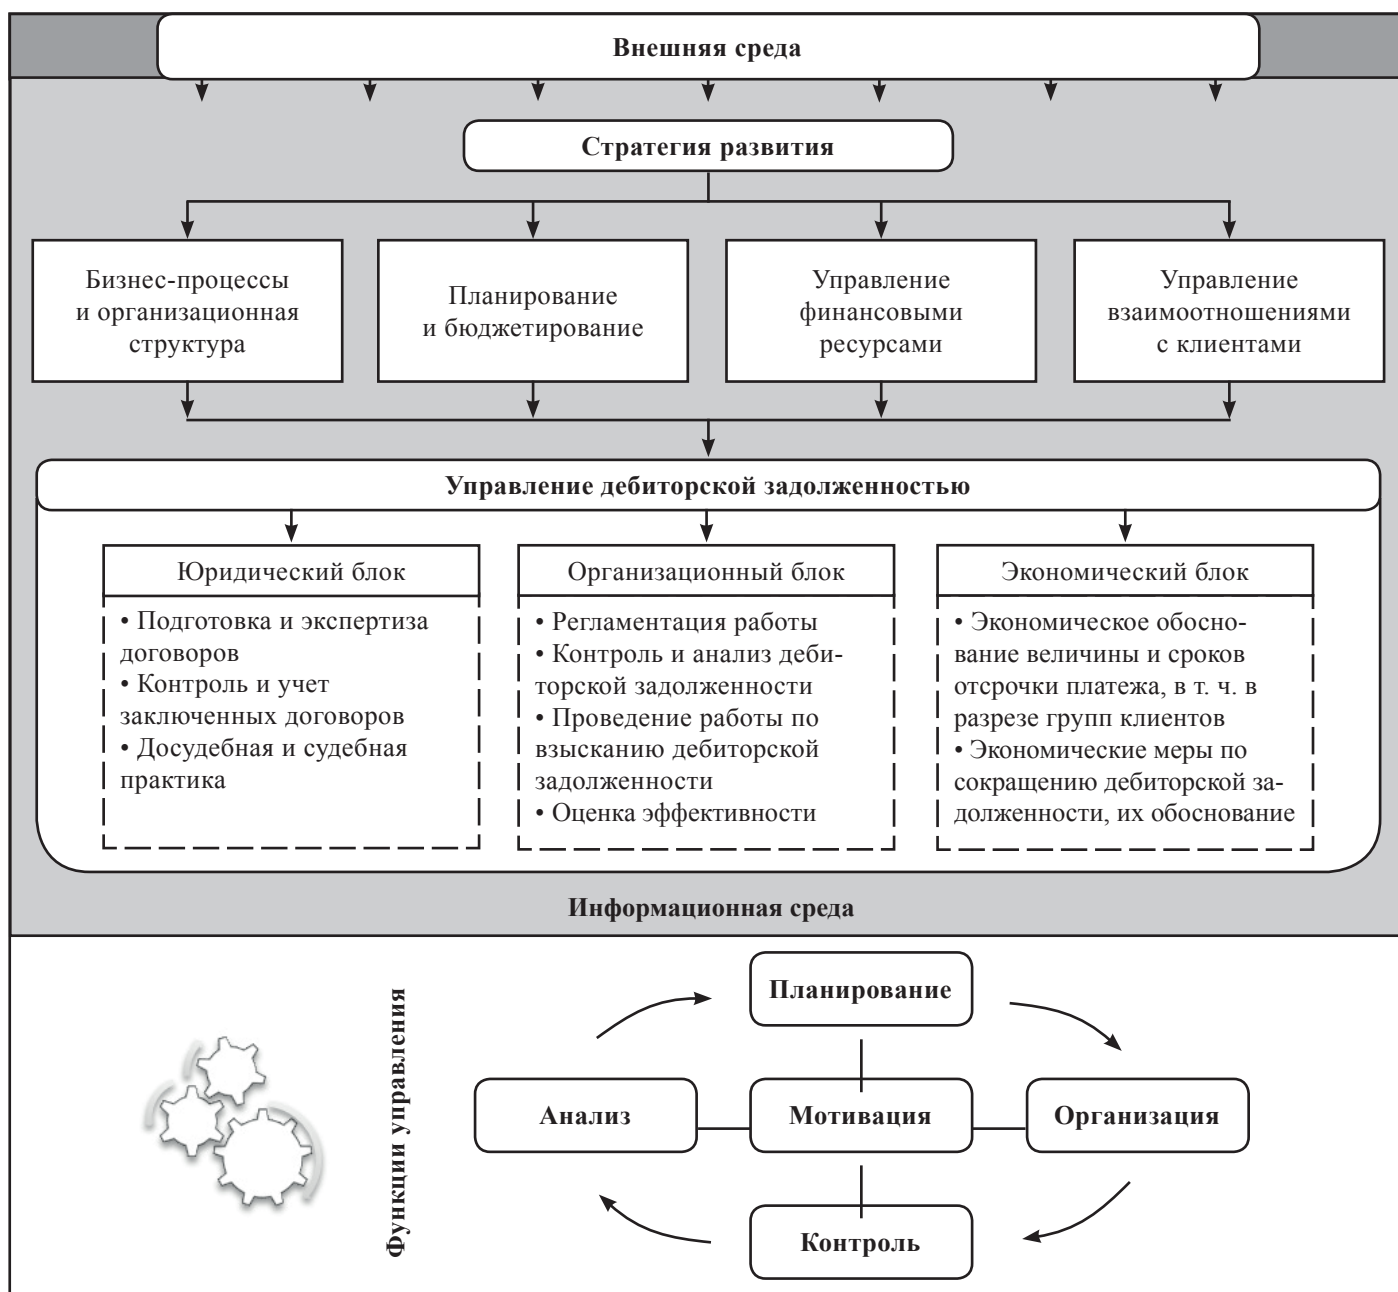 Внешняя среда
Стратегия развития
Бизнес-процессы
и организационная
структура
Планирование
и бюджетирование
Управление
финансовыми
ресурсами
Управление
взаимоотношениями
с клиентами
Управление дебиторской задолженностью
Юридический блок
• Подготовка и экспертиза
договоров
• Контроль и учет
заключенных договоров
• Досудебная и судебная
практика
Организационный блок
• Регламентация работы
• Контроль и анализ деби-
торской задолженности
• Проведение работы по
взысканию дебиторской
задолженности
• Оценка эффективности
Экономический блок
• Экономическое обосно-
вание величины и сроков
отсрочки платежа, в т. ч. в
разрезе групп клиентов
• Экономические меры по
сокращению дебиторской за-
долженности, их обоснование
Информационная среда
Функции управления
Планирование
Анализ
Мотивация
Организация
Контроль